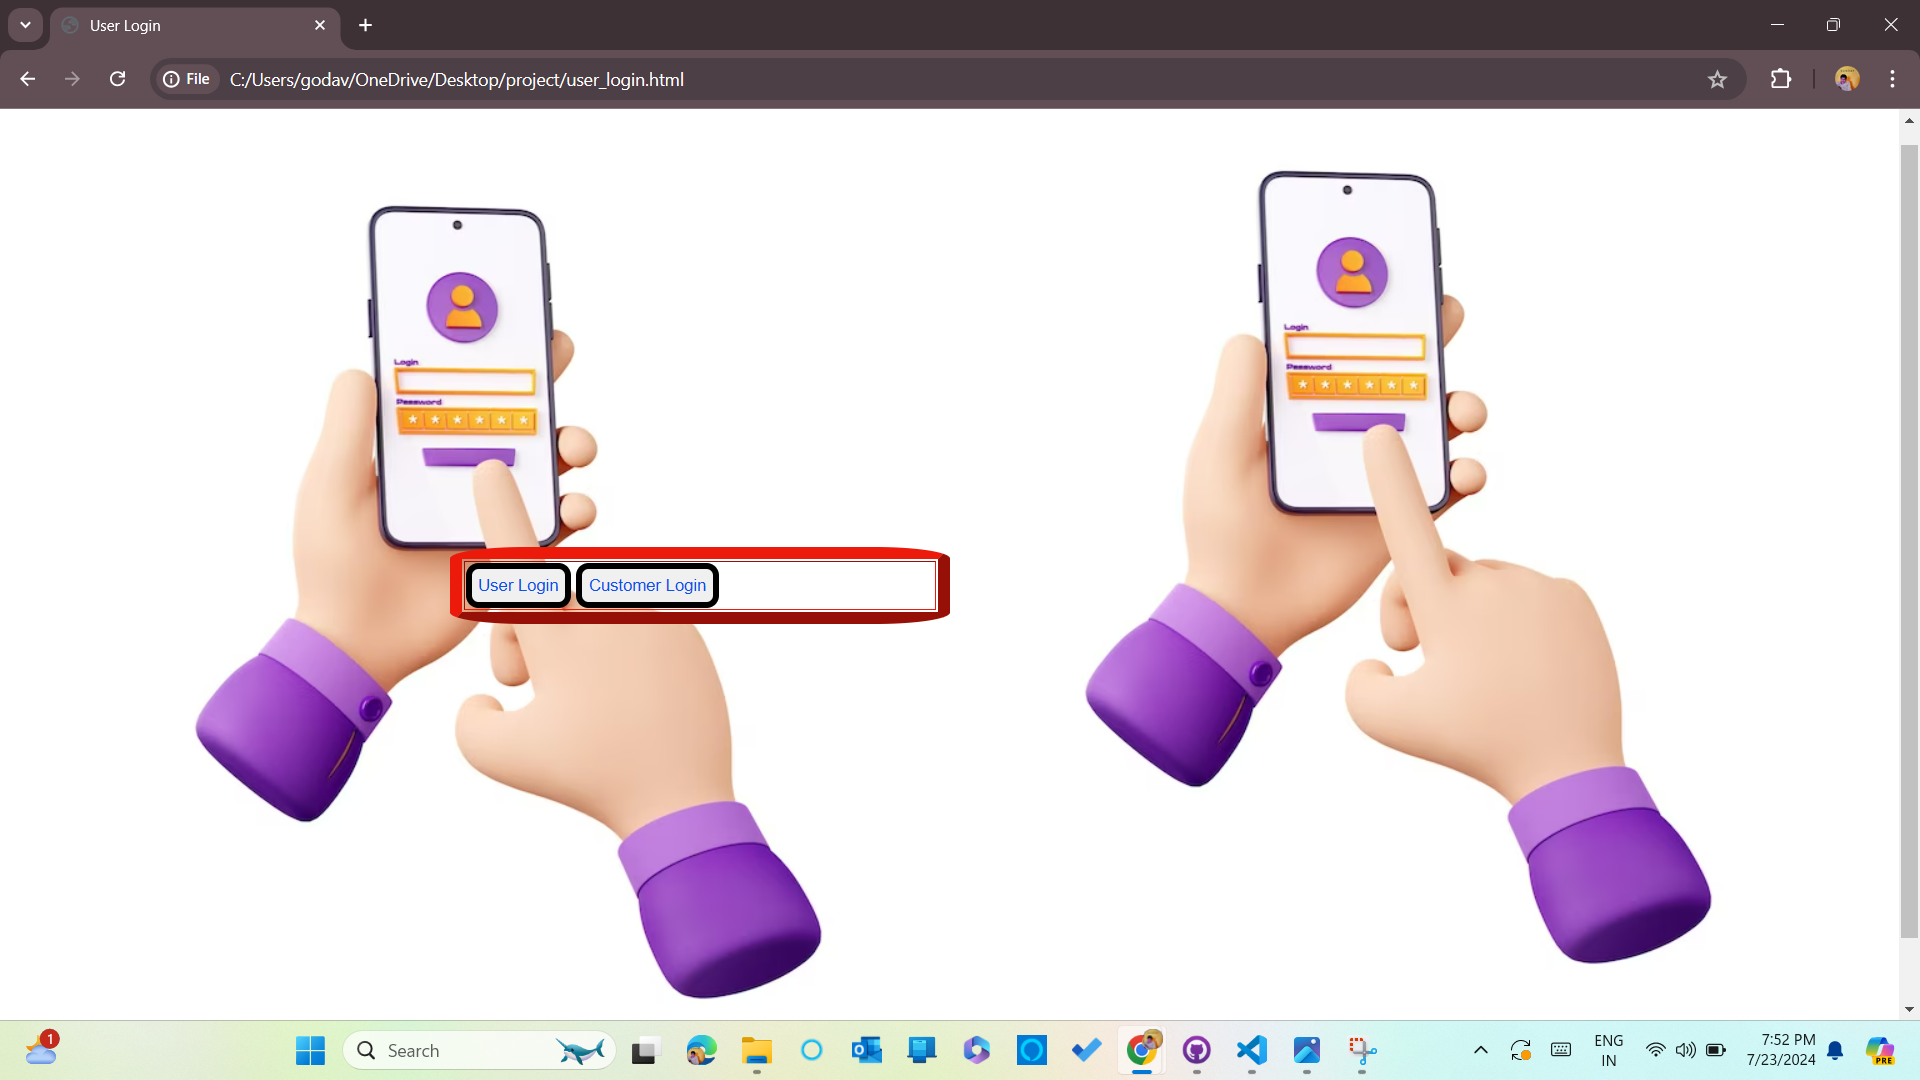 User Login
File C:/Users/godav/OneDrive/Desktop/project/user_login.html
Login
Password
Login
Password
User Login Customer Login
1
Search
ENG
IN
7:52 PM
7/23/2024
PRE